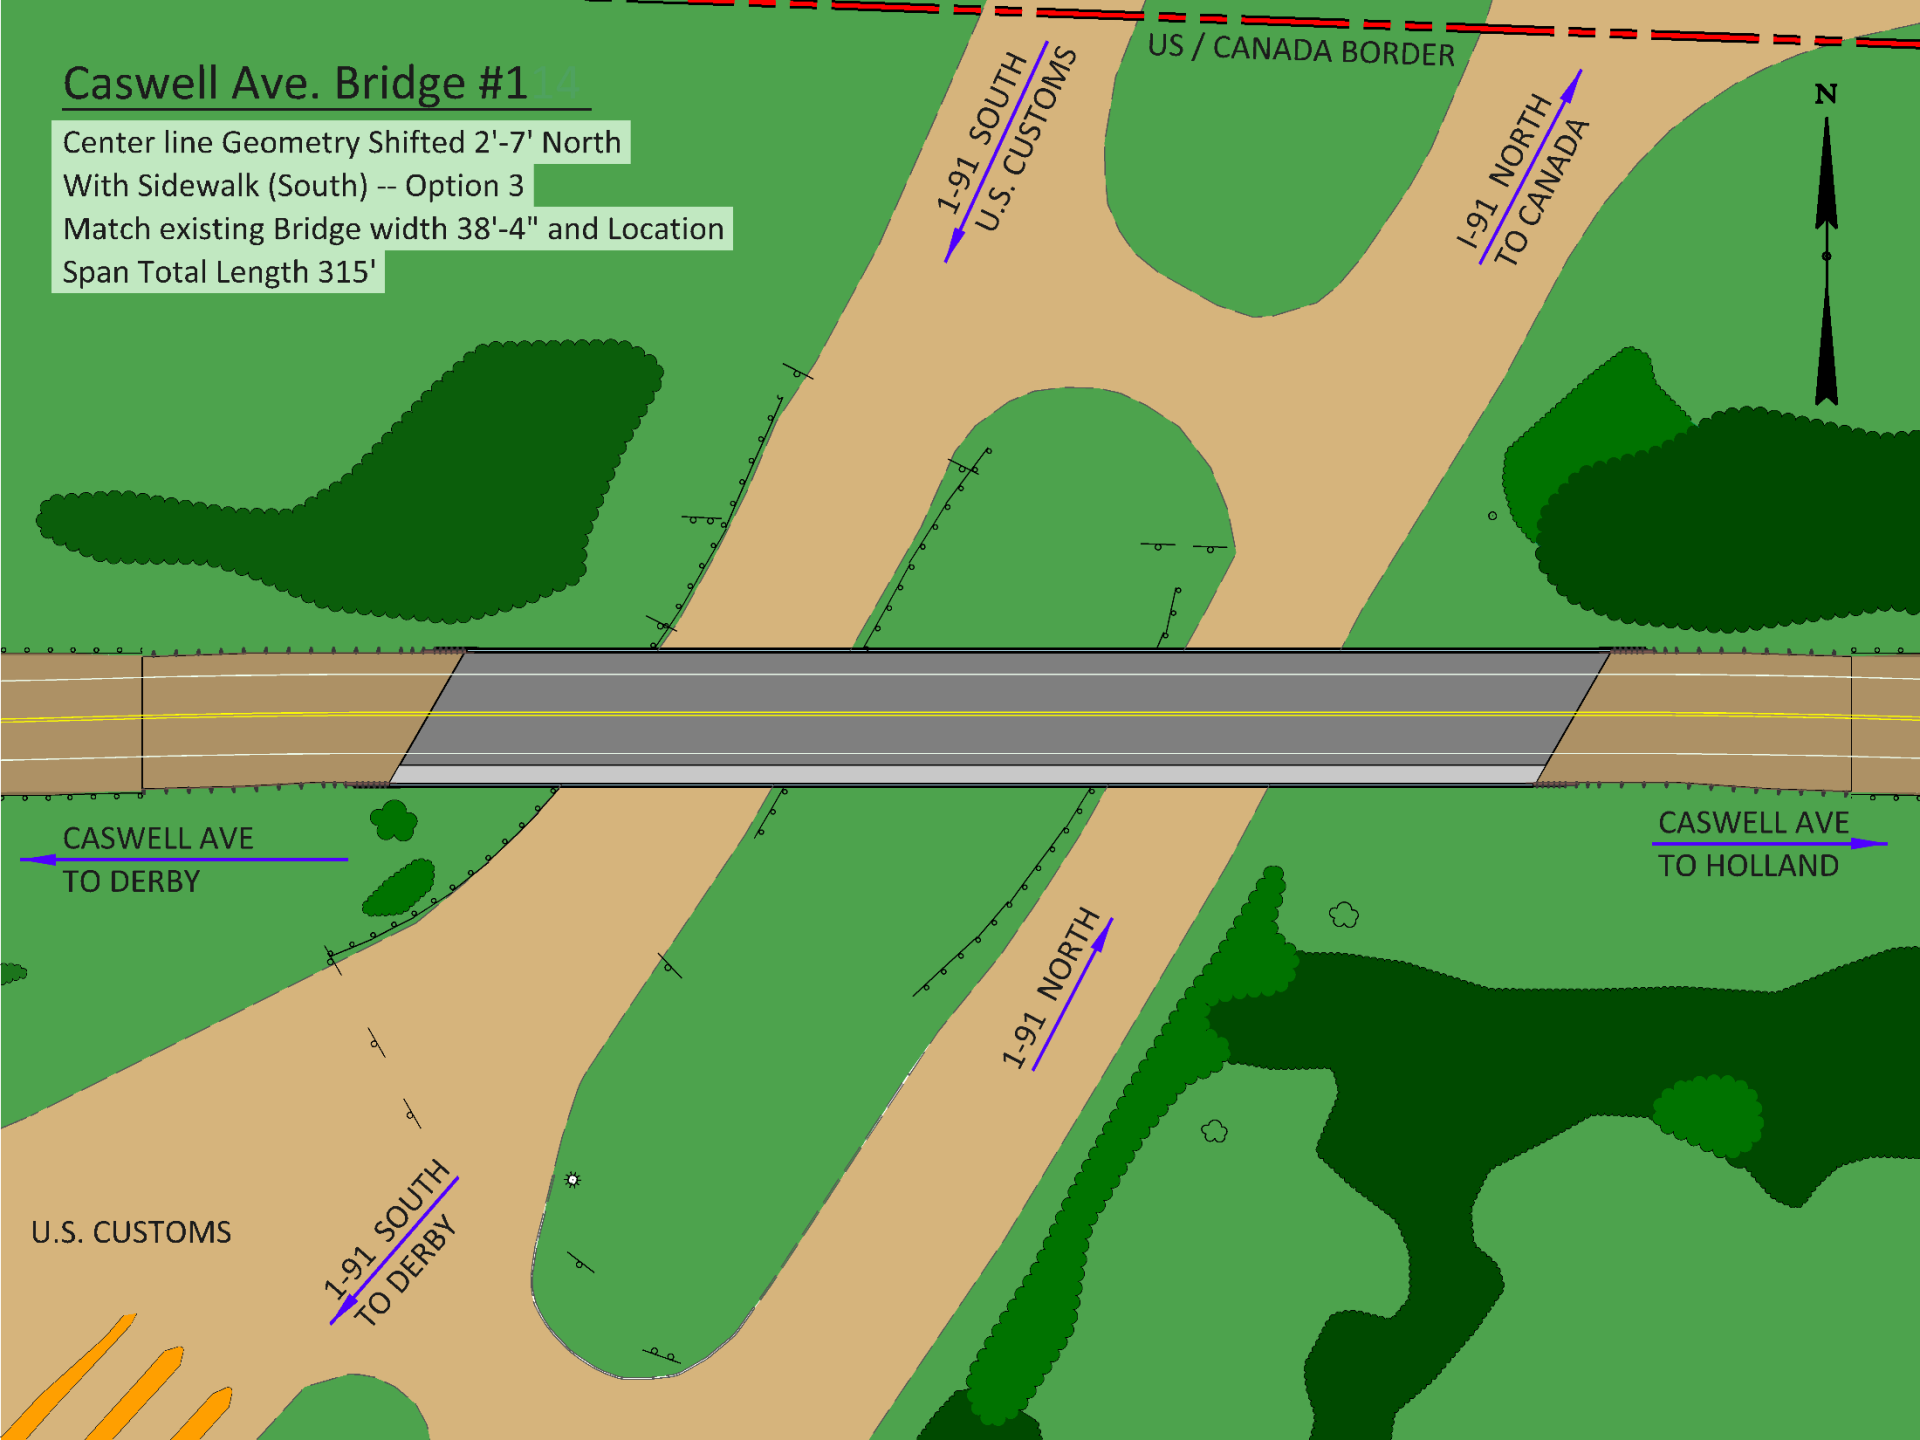 Caswell Ave. Bridge #114
Center line Geometry Shifted 2'-7' North
With Sidewalk (South) -- Option 3
Match existing Bridge width 38'-4" and Location
Span Total Length 315'
US / CANADA BORDER
1-91 SOUTH
U.S. CUSTOMS
I-91 NORTH
TO CANADA
N
CASWELL AVE
TO DERBY
CASWELL AVE
TO HOLLAND
1-91 NORTH
1-91 SOUTH
TO DERBY
U.S. CUSTOMS